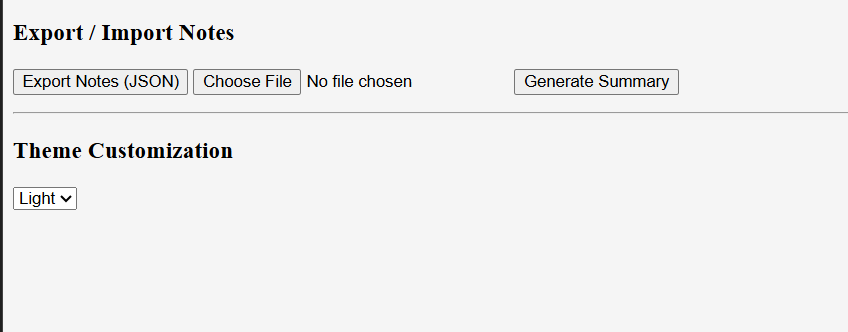 Export / Import Notes
Export Notes (JSON) Choose File No file chosen Generate Summary
Theme Customization
Light